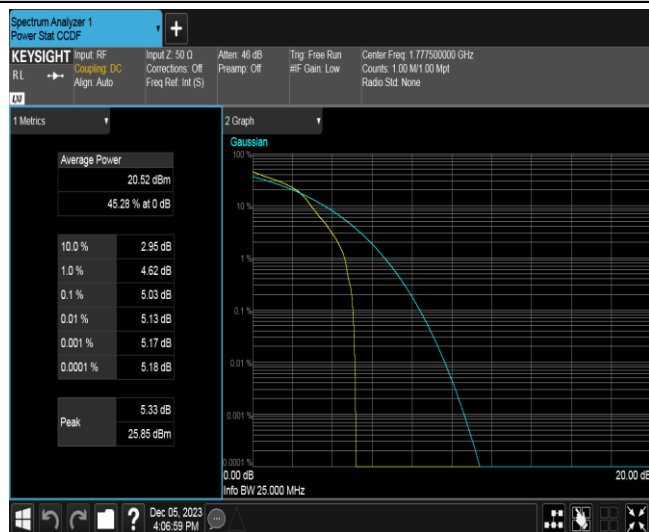 Spectrum Analyzer 1
Power Stat CCDF
+
KEYSIGHT
RL
Input: RF
Coupling: DC
Align: Auto
Input Z: 50 Ω
Corrections: Off
Freq Ref: Int (S)
Atten: 46 dB
Preamp: Off
Trig: Free Run
#IF Gain: Low
Center Freq: 1.777500000 GHz
Counts: 1.00 M/1.00 Mpt
Radio Std: None
LXI
1 Metrics
Average Power
20.52 dBm
45.28 % at 0 dB
10.0 % 2.95 dB
1.0 % 4.62 dB
0.1 % 5.03 dB
0.01 % 5.13 dB
0.001 % 5.17 dB
0.0001 % 5.18 dB
Peak
5.33 dB
25.85 dBm
2 Graph
Gaussian
100 %
10 %
1 %
0.1 %
0.01 %
0.001 %
0.0001 %
0.00 dB
20.00 dB
Info BW 25.000 MHz
?
Dec 05, 2023
4:06:59 PM